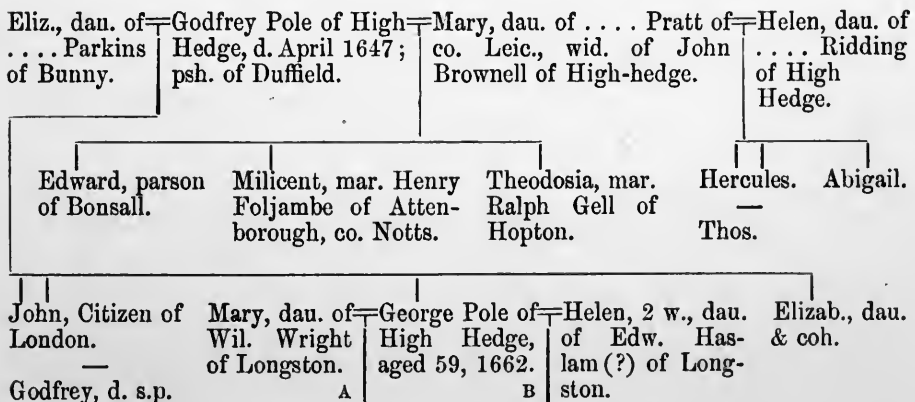 Eliz., dau. of
. . . . Parkins
of Bunny.
Godfrey Pole of High
Hedge, d. April 1647 ;
psh. of Duffield.
Mary, dau. of . . . . Pratt of
co. Leic., wid. of John
Brownell of High-hedge.
Helen, dau. of
. . . . Ridding
of High
Hedge.
Edward, parson
of Bonsall.
Milicent, mar. Henry
Foljambe of Atten-
borough, co. Notts.
Theodosia, mar.
Ralph Gell of
Hopton.
Hercules.
—
Thos.
Abigail.
John, Citizen of
London.
—
Godfrey, d. s.p.
Mary, dau. of
Wil. Wright
of Longston.
A
George Pole of
High Hedge,
aged 59, 1662.
B
Helen, 2 w., dau.
of Edw. Has-
lam (?) of Long-
ston.
Elizab., dau.
& coh.